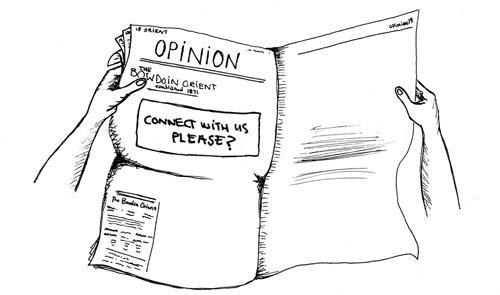 18 ORIENT
OPINION
THE
BOWDOIN ORIENT
established 1871
CONNECT WITH US
PLEASE?
The Bowdoin Orient
opinion 19